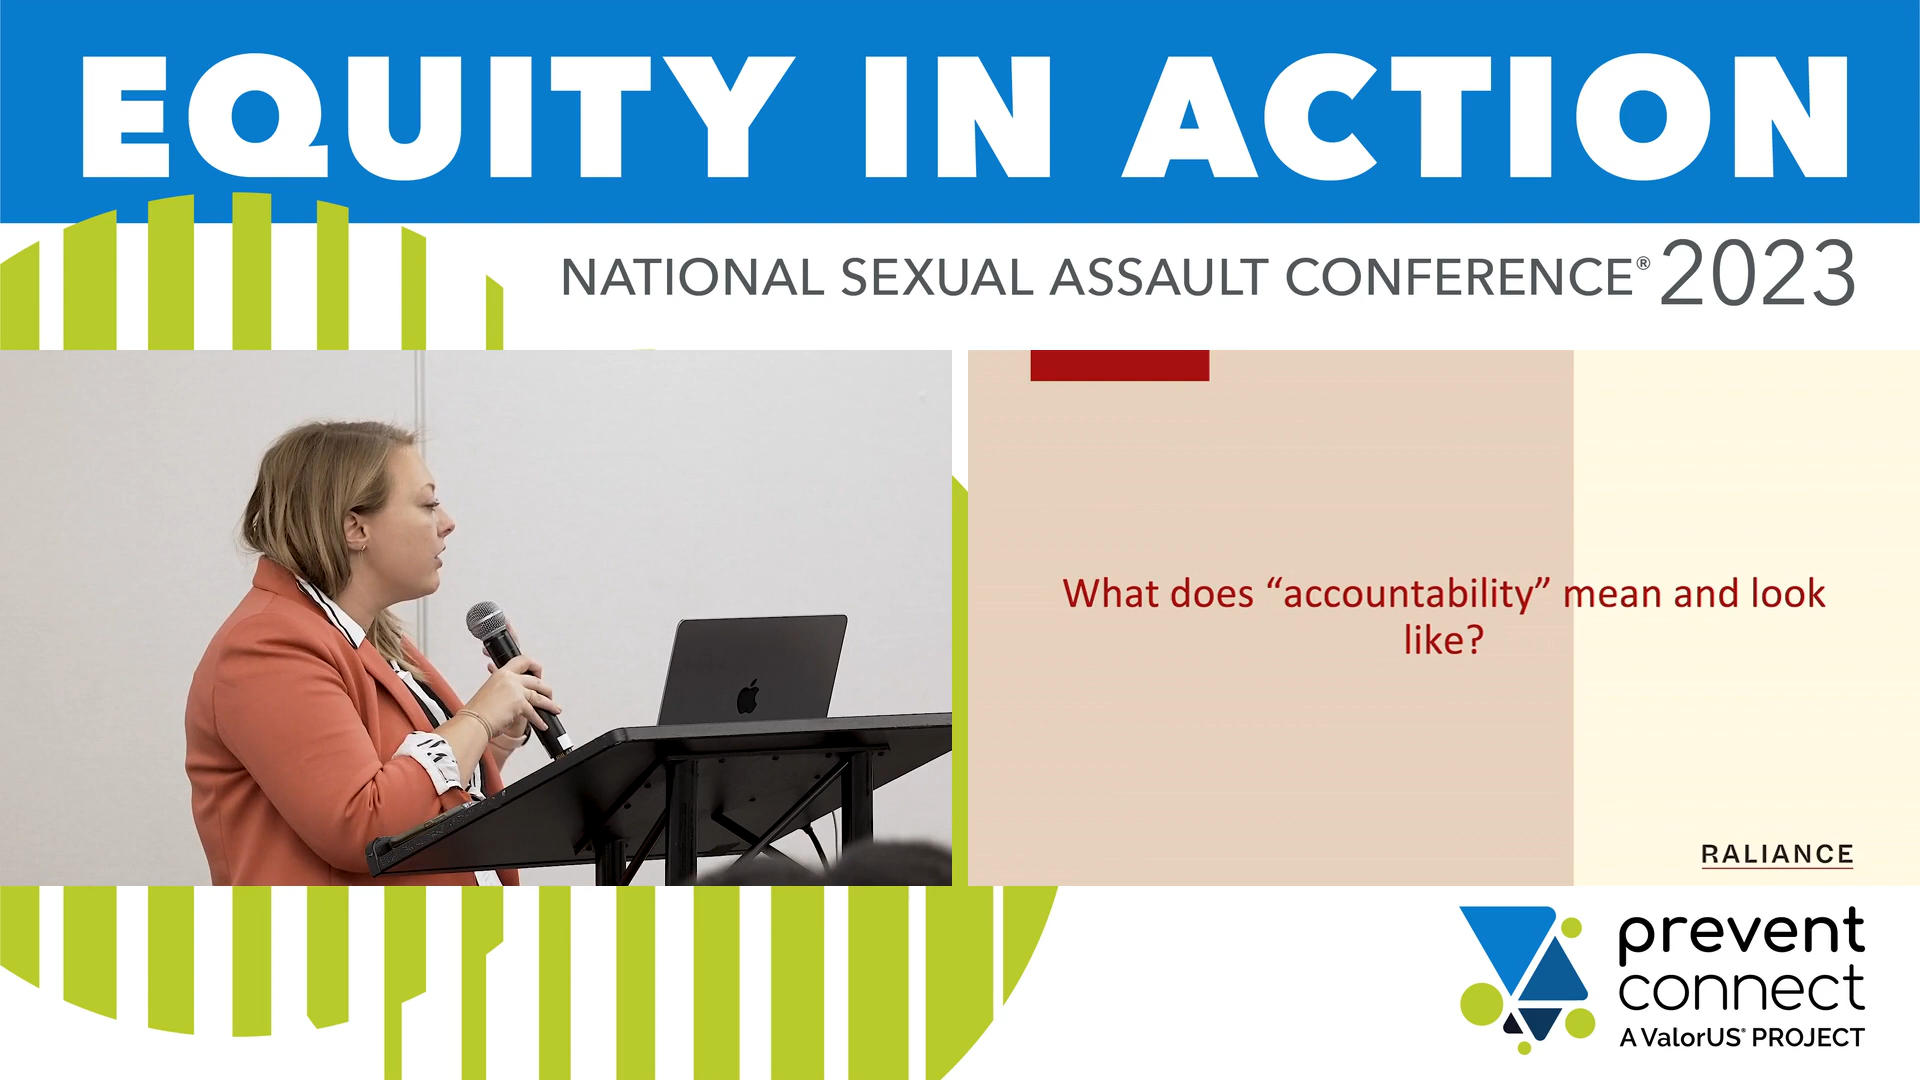 EQUITY IN ACTION
NATIONAL SEXUAL ASSAULT CONFERENCE® 2023
What does “accountability” mean and look
like?
RALIANCE
prevent
connect
A ValorUS® PROJECT